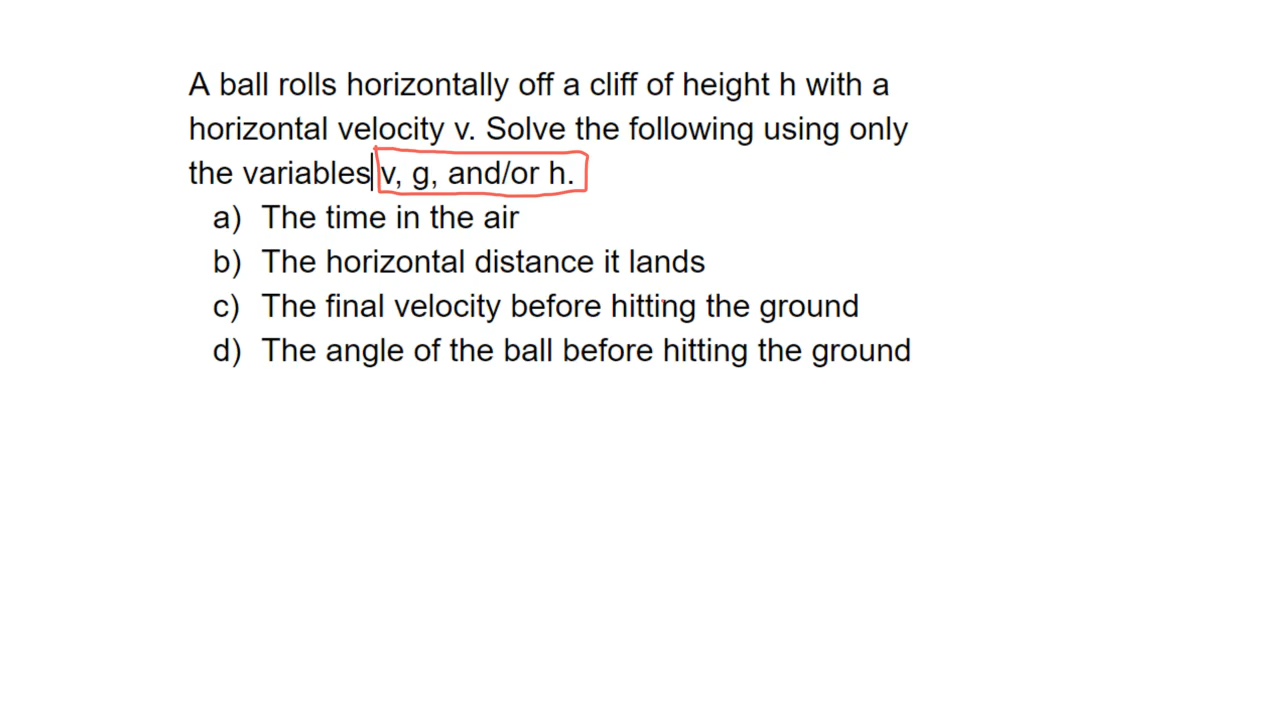 A ball rolls horizontally off a cliff of height h with a
horizontal velocity v. Solve the following using only
the variables v, g, and/or h.
a) The time in the air
b) The horizontal distance it lands
c) The final velocity before hitting the ground
d) The angle of the ball before hitting the ground